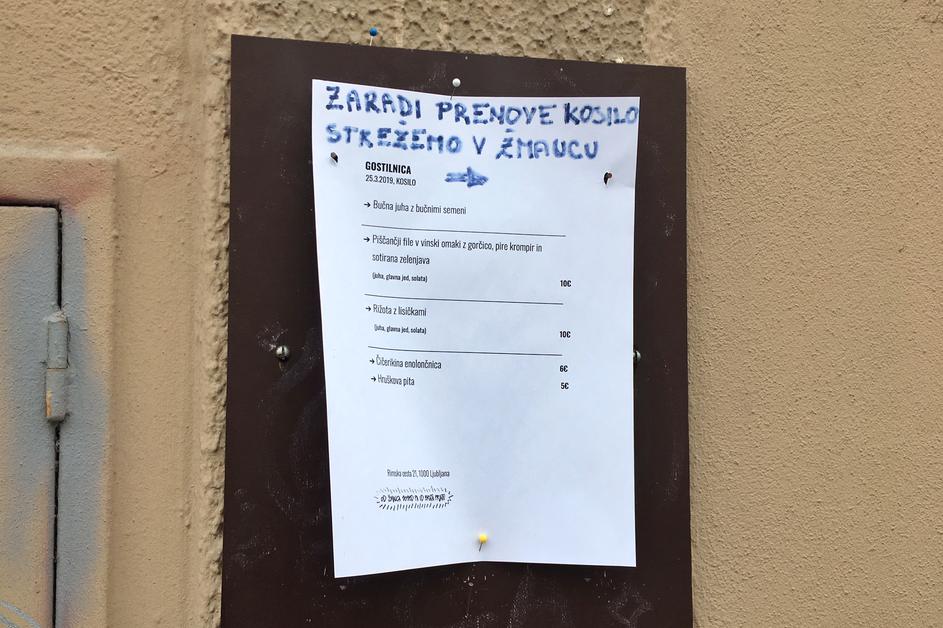 ZARADI PRENOVE KOSILO
STREŽEMO V ŽMAUCU
GOSTILNICA
25.3.2019, KOSILO
→ Bučna juha z bučnimi semeni
→ Piščančji file v vinski omaki z gorčico, pire krompir in
sotirana zelenjava
(juha, glavna jed, solata) 10€
→ Rižota z lisičkami
(juha, glavna jed, solata) 10€
→ Čičerikina enolončnica 6€
→ Hruškova pita 5€
Rimska cesta 21, 1000 Ljubljana